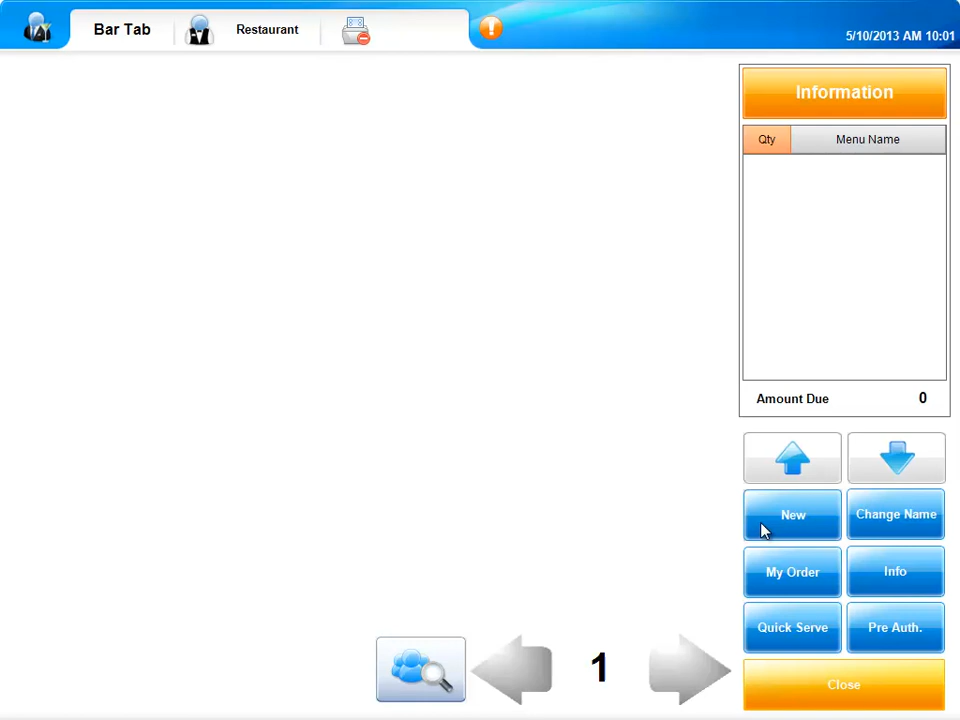 Bar Tab
Restaurant
5/10/2013 AM 10:01
Information
Qty
Menu Name
Amount Due
0
New
Change Name
My Order
Info
Quick Serve
Pre Auth.
1
Close